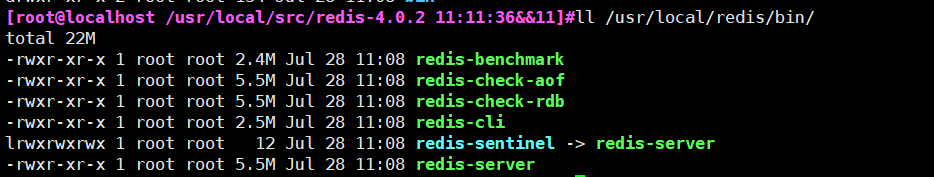 [root@localhost /usr/local/src/redis-4.0.2 11:11:36&&11]#ll /usr/local/redis/bin/
total 22M
-rwxr-xr-x 1 root root 2.4M Jul 28 11:08 redis-benchmark
-rwxr-xr-x 1 root root 5.5M Jul 28 11:08 redis-check-aof
-rwxr-xr-x 1 root root 5.5M Jul 28 11:08 redis-check-rdb
-rwxr-xr-x 1 root root 2.5M Jul 28 11:08 redis-cli
lrwxrwxrwx 1 root root   12 Jul 28 11:08 redis-sentinel -> redis-server
-rwxr-xr-x 1 root root 5.5M Jul 28 11:08 redis-server